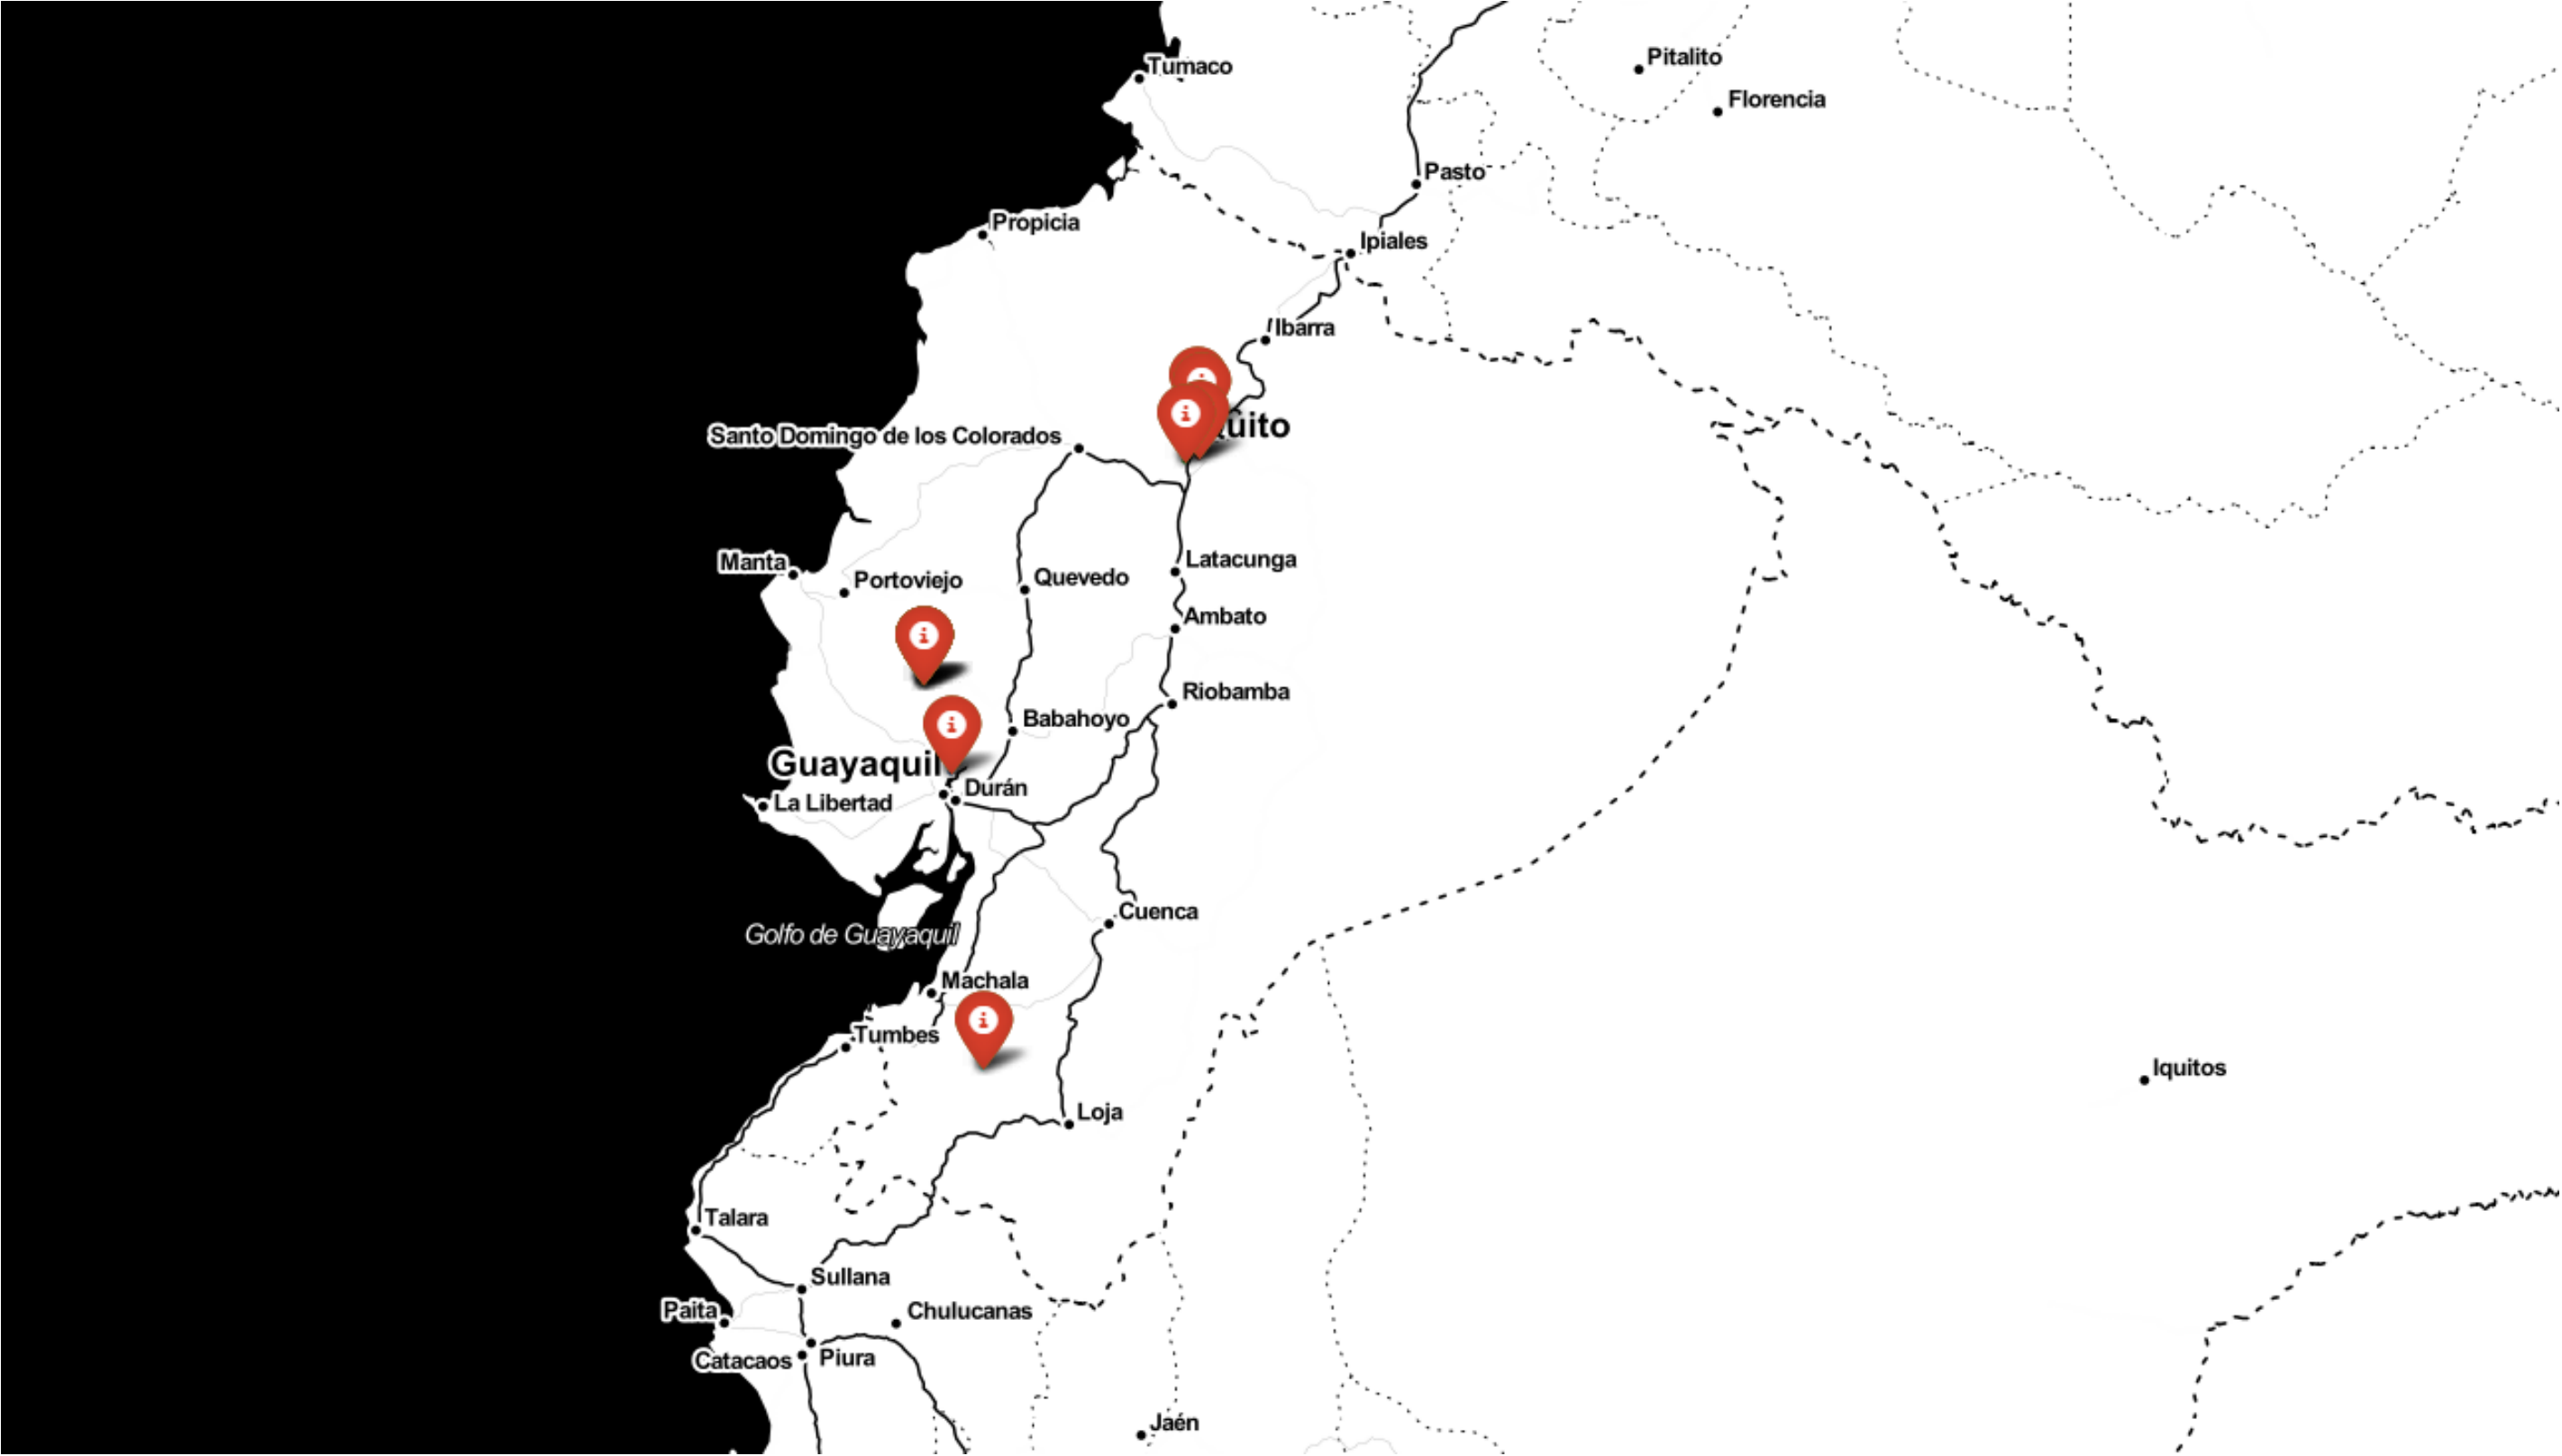 Tumaco
Pitalito
Florencia
Pasto
Propicia
Ipiales
Ibarra
Santo Domingo de los Colorados
Manta
Portoviejo
Quevedo
Latacunga
Ambato
Riobamba
Babahoyo
Guayaquil
Durán
La Libertad
Cuenca
Golfo de Guayaquil
Machala
Tumbes
Iquitos
Loja
Talara
Sullana
Paita
Chulucanas
Catacaos
Piura
Jaén